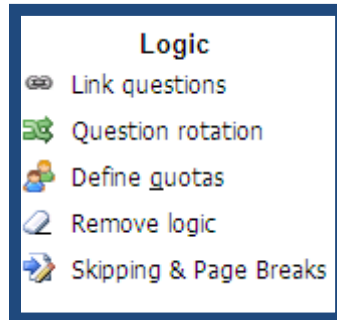 Logic
Link questions
Question rotation
Define quotas
Remove logic
Skipping & Page Breaks